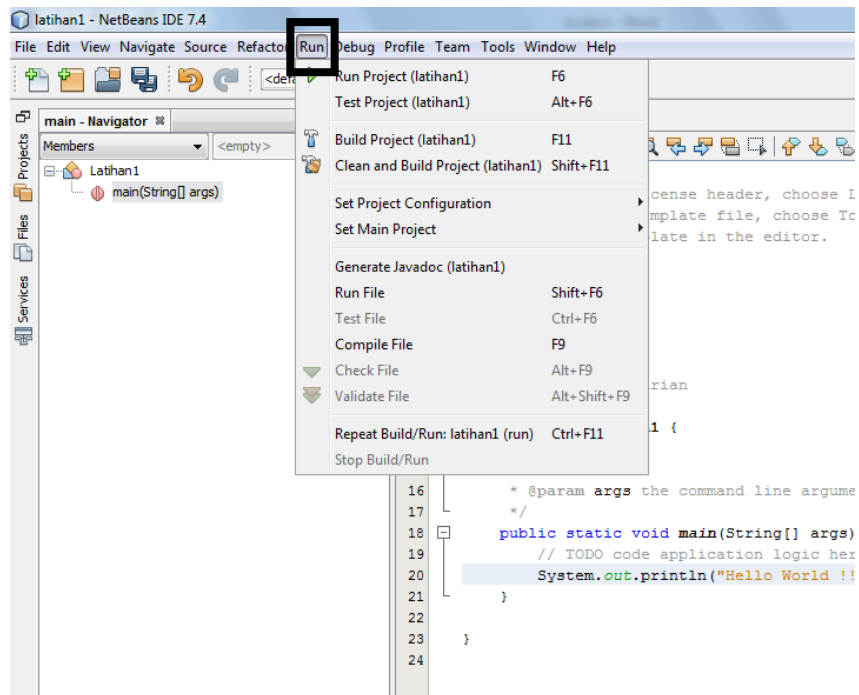 latihan1 - NetBeans IDE 7.4
File Edit View Navigate Source Refactor Run Debug Profile Team Tools Window Help
<def
Run Project (latihan1) F6
Test Project (latihan1) Alt+F6
Build Project (latihan1) F11
Clean and Build Project (latihan1) Shift+F11
Set Project Configuration
Set Main Project
Generate Javadoc (latihan1)
Run File Shift+F6
Test File Ctrl+F6
Compile File F9
Check File Alt+F9
Validate File Alt+Shift+F9
Repeat Build/Run: latihan1 (run) Ctrl+F11
Stop Build/Run
Projects
Files
Services
main - Navigator
Members <empty>
Latihan1
main(String[] args)
cense header, choose
mplate file, choose To
late in the editor.
rian
1 {
16 * @param args the command line argume
17 */
18 public static void main(String[] args)
19 // TODO code application logic her
20 System.out.println("Hello World !!
21 }
22
23 }
24